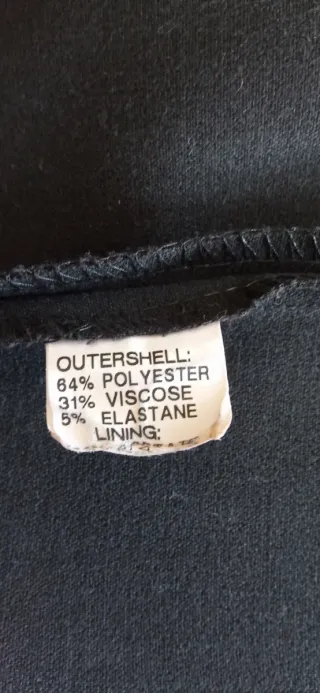 OUTERSHELL:
64% POLYESTER
31% VISCOSE
5% ELASTANE
LINING: